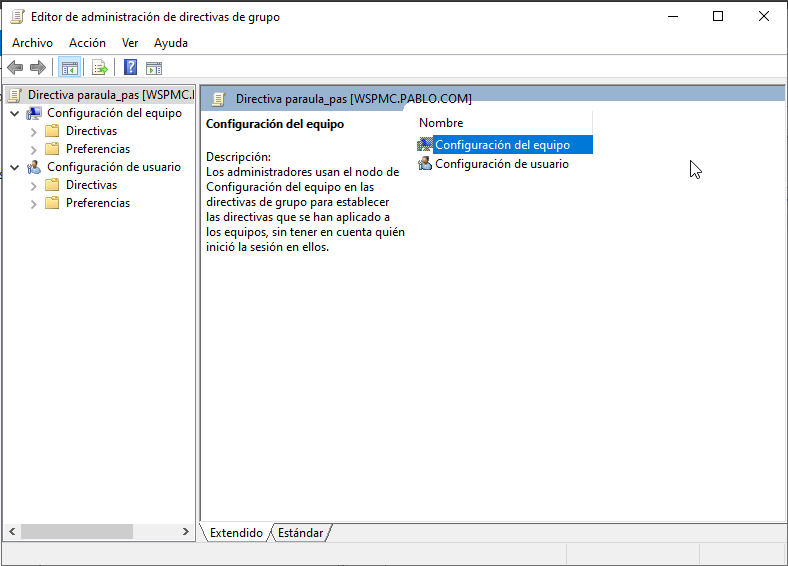 Editor de administración de directivas de grupo
Archivo Acción Ver Ayuda
Directiva paraula_pas [WSPMC.
Configuración del equipo
Directivas
Preferencias
Configuración de usuario
Directivas
Preferencias
Directiva paraula_pas [WSPMC.PABLO.COM]
Configuración del equipo
Descripción:
Los administradores usan el nodo de
Configuración del equipo en las
directivas de grupo para establecer
las directivas que se han aplicado a
los equipos, sin tener en cuenta quién
inició la sesión en ellos.
Nombre
Configuración del equipo
Configuración de usuario
Extendido Estándar